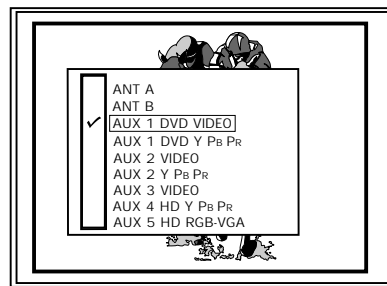 ANT A
ANT B
AUX 1 DVD VIDEO
AUX 1 DVD Y PB PR
AUX 2 VIDEO
AUX 2 Y PB PR
AUX 3 VIDEO
AUX 4 HD Y PB PR
AUX 5 HD RGB-VGA